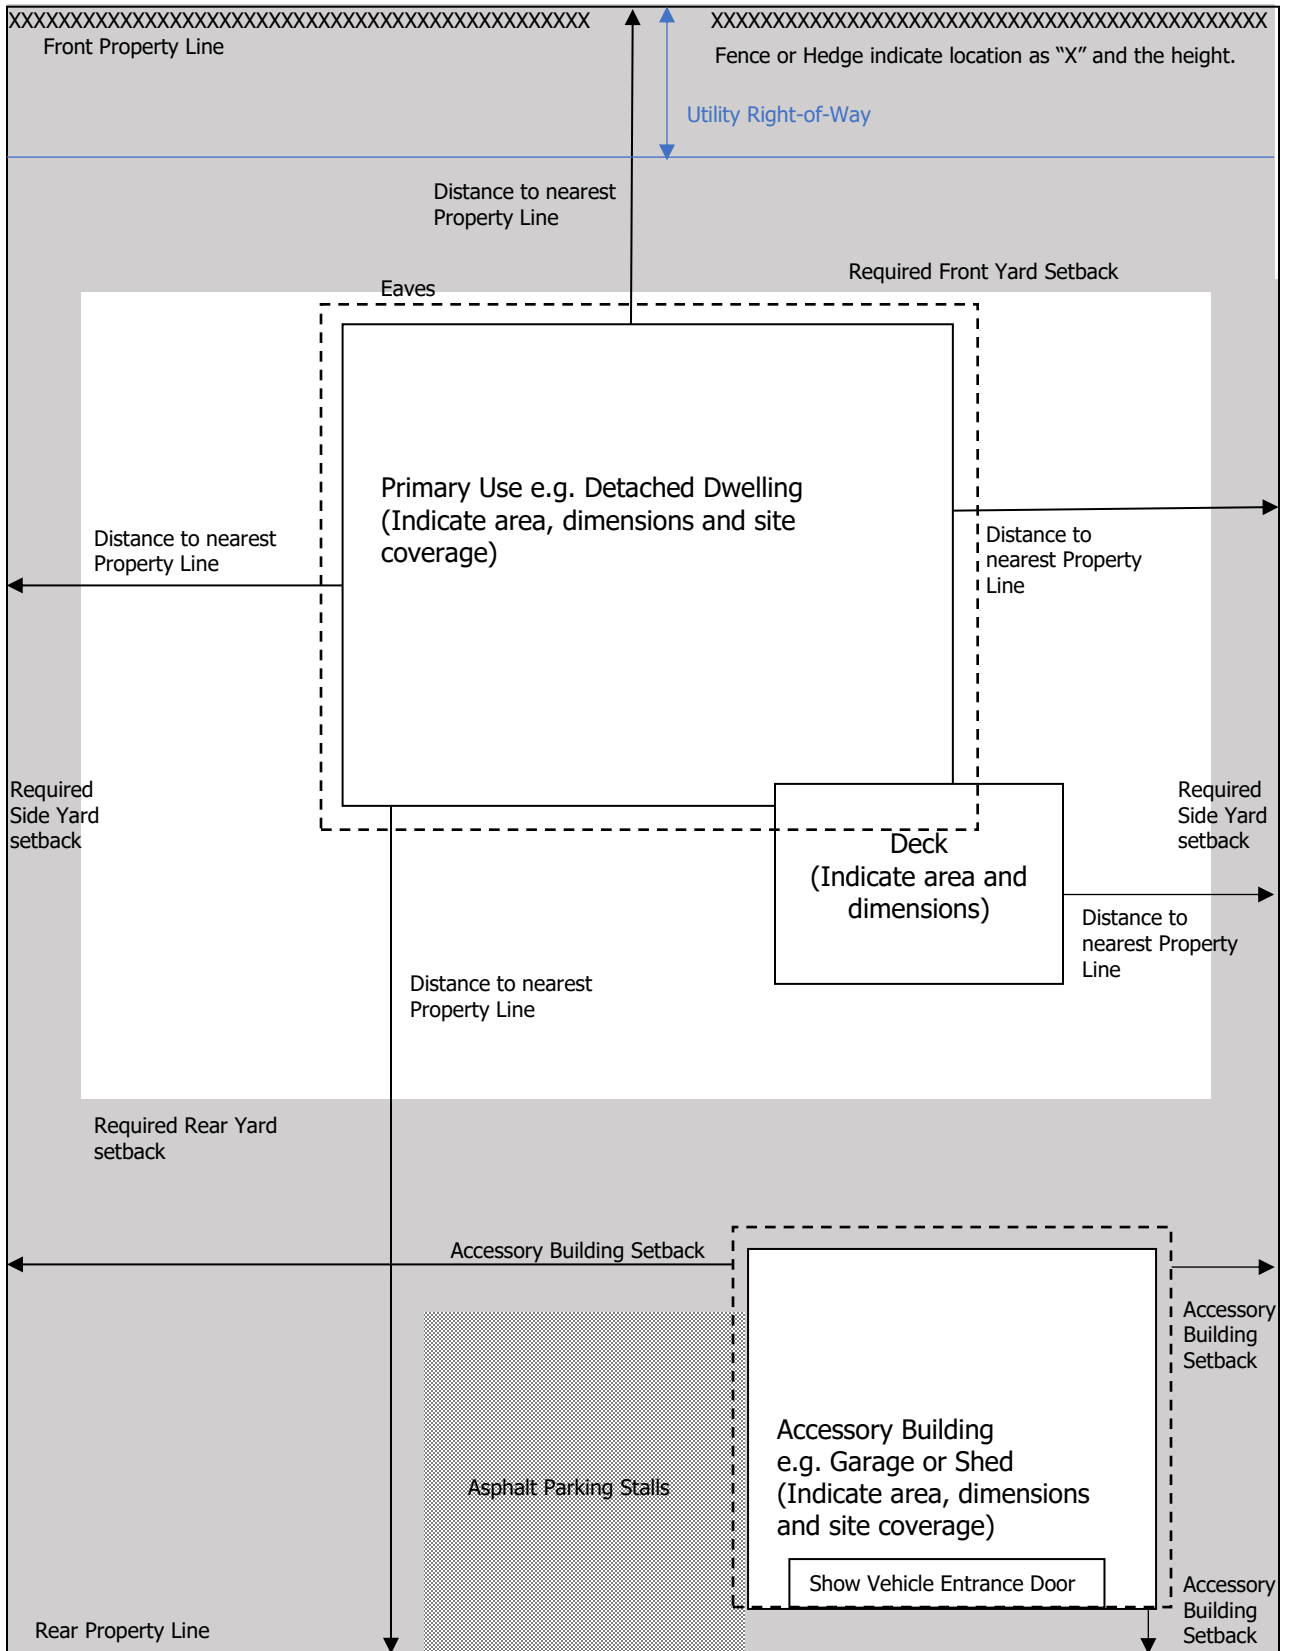 XXXXXXXXXXXXXXXXXXXXXXXXXXXXXXXXXXXXXXXXXXXXXXX XXXXXXXXXXXXXXXXXXXXXXXXXXXXXXXXXXXXXXXXXXXXX
Front Property Line
Fence or Hedge indicate location as “X” and the height.
Utility Right-of-Way
Distance to nearest
Property Line
Required Front Yard Setback
Eaves
Primary Use e.g. Detached Dwelling
(Indicate area, dimensions and site
coverage)
Distance to nearest
Property Line
Distance to
nearest Property
Line
Required
Side Yard
setback
Required
Side Yard
setback
Deck
(Indicate area and
dimensions)
Distance to
nearest Property
Line
Distance to nearest
Property Line
Required Rear Yard
setback
Accessory Building Setback
Accessory
Building
Setback
Accessory Building
e.g. Garage or Shed
(Indicate area, dimensions
and site coverage)
Asphalt Parking Stalls
Show Vehicle Entrance Door
Accessory
Building
Setback
Rear Property Line